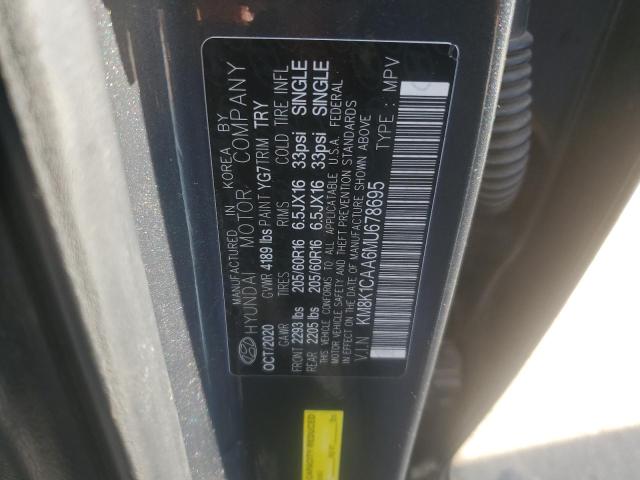 MANUFACTURED IN KOREA BY
HYUNDAI MOTOR COMPANY
OCT/2020 GVWR 4189 lbs PAINT YG7 TRIM TRY
GAWR TIRES RIMS COLD TIRE INFL
FRONT 2293 lbs 205/60R16 6.5JX16 33psi SINGLE
REAR 2205 lbs 205/60R16 6.5JX16 33psi SINGLE
THIS VEHICLE CONFORMS TO ALL APPLICABLE U.S.A. FEDERAL
MOTOR VEHICLE SAFETY AND THEFT PREVENTION STANDARDS
IN EFFECT ON THE DATE OF MANUFACTURE SHOWN ABOVE
VIN : KM8K1CAA6MU678695 TYPE : MPV
CAPACITY REDUCED